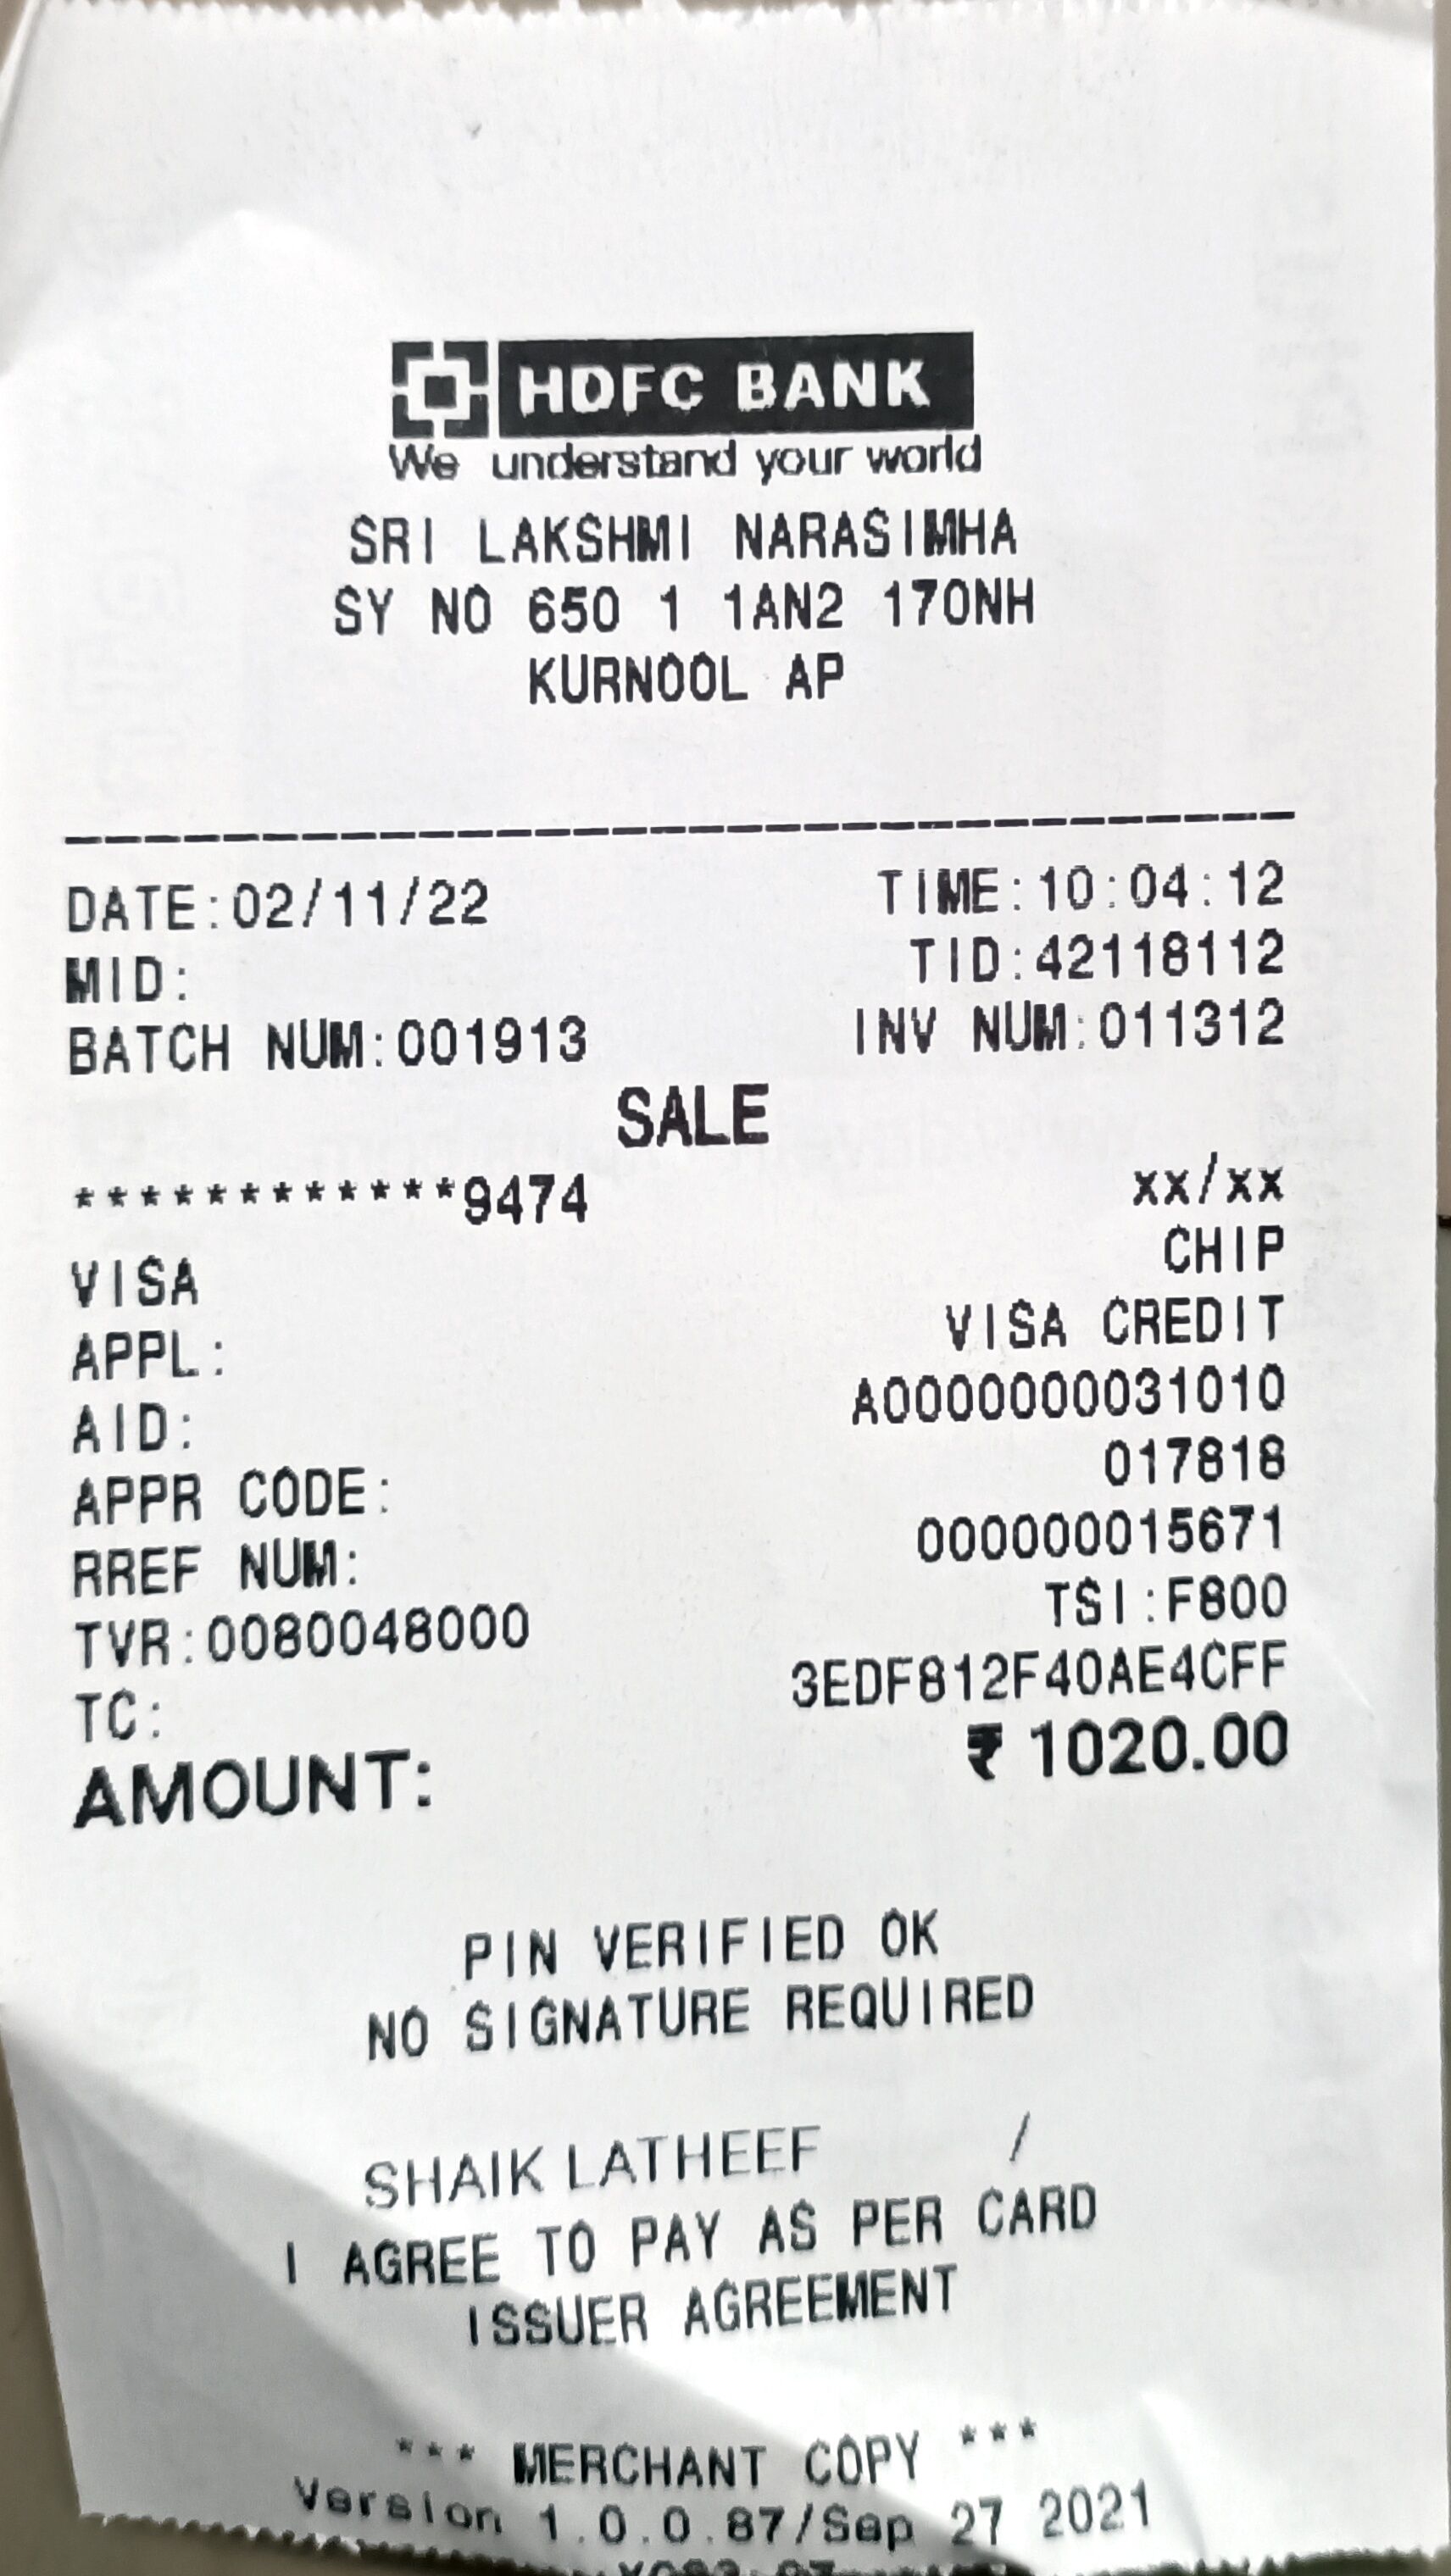 HDFC BANK
We understand your world
SRI LAKSHMI NARASIMHA
SY NO 650 1 1AN2 170NH
KURNOOL AP
DATE:02/11/22 TIME:10:04:12
MID: TID:42118112
BATCH NUM:001913 INV NUM:011312
SALE
************9474 xx/xx
VISA CHIP
APPL: VISA CREDIT
AID: A0000000031010
APPR CODE: 017818
RREF NUM: 000000015671
TVR:0080048000 TSI:F800
TC: 3EDF812F40AE4CFF
AMOUNT: ₹ 1020.00
PIN VERIFIED OK
NO SIGNATURE REQUIRED
SHAIK LATHEEF /
I AGREE TO PAY AS PER CARD
ISSUER AGREEMENT
*** MERCHANT COPY ***
Version 1.0.0.87/Sep 27 2021